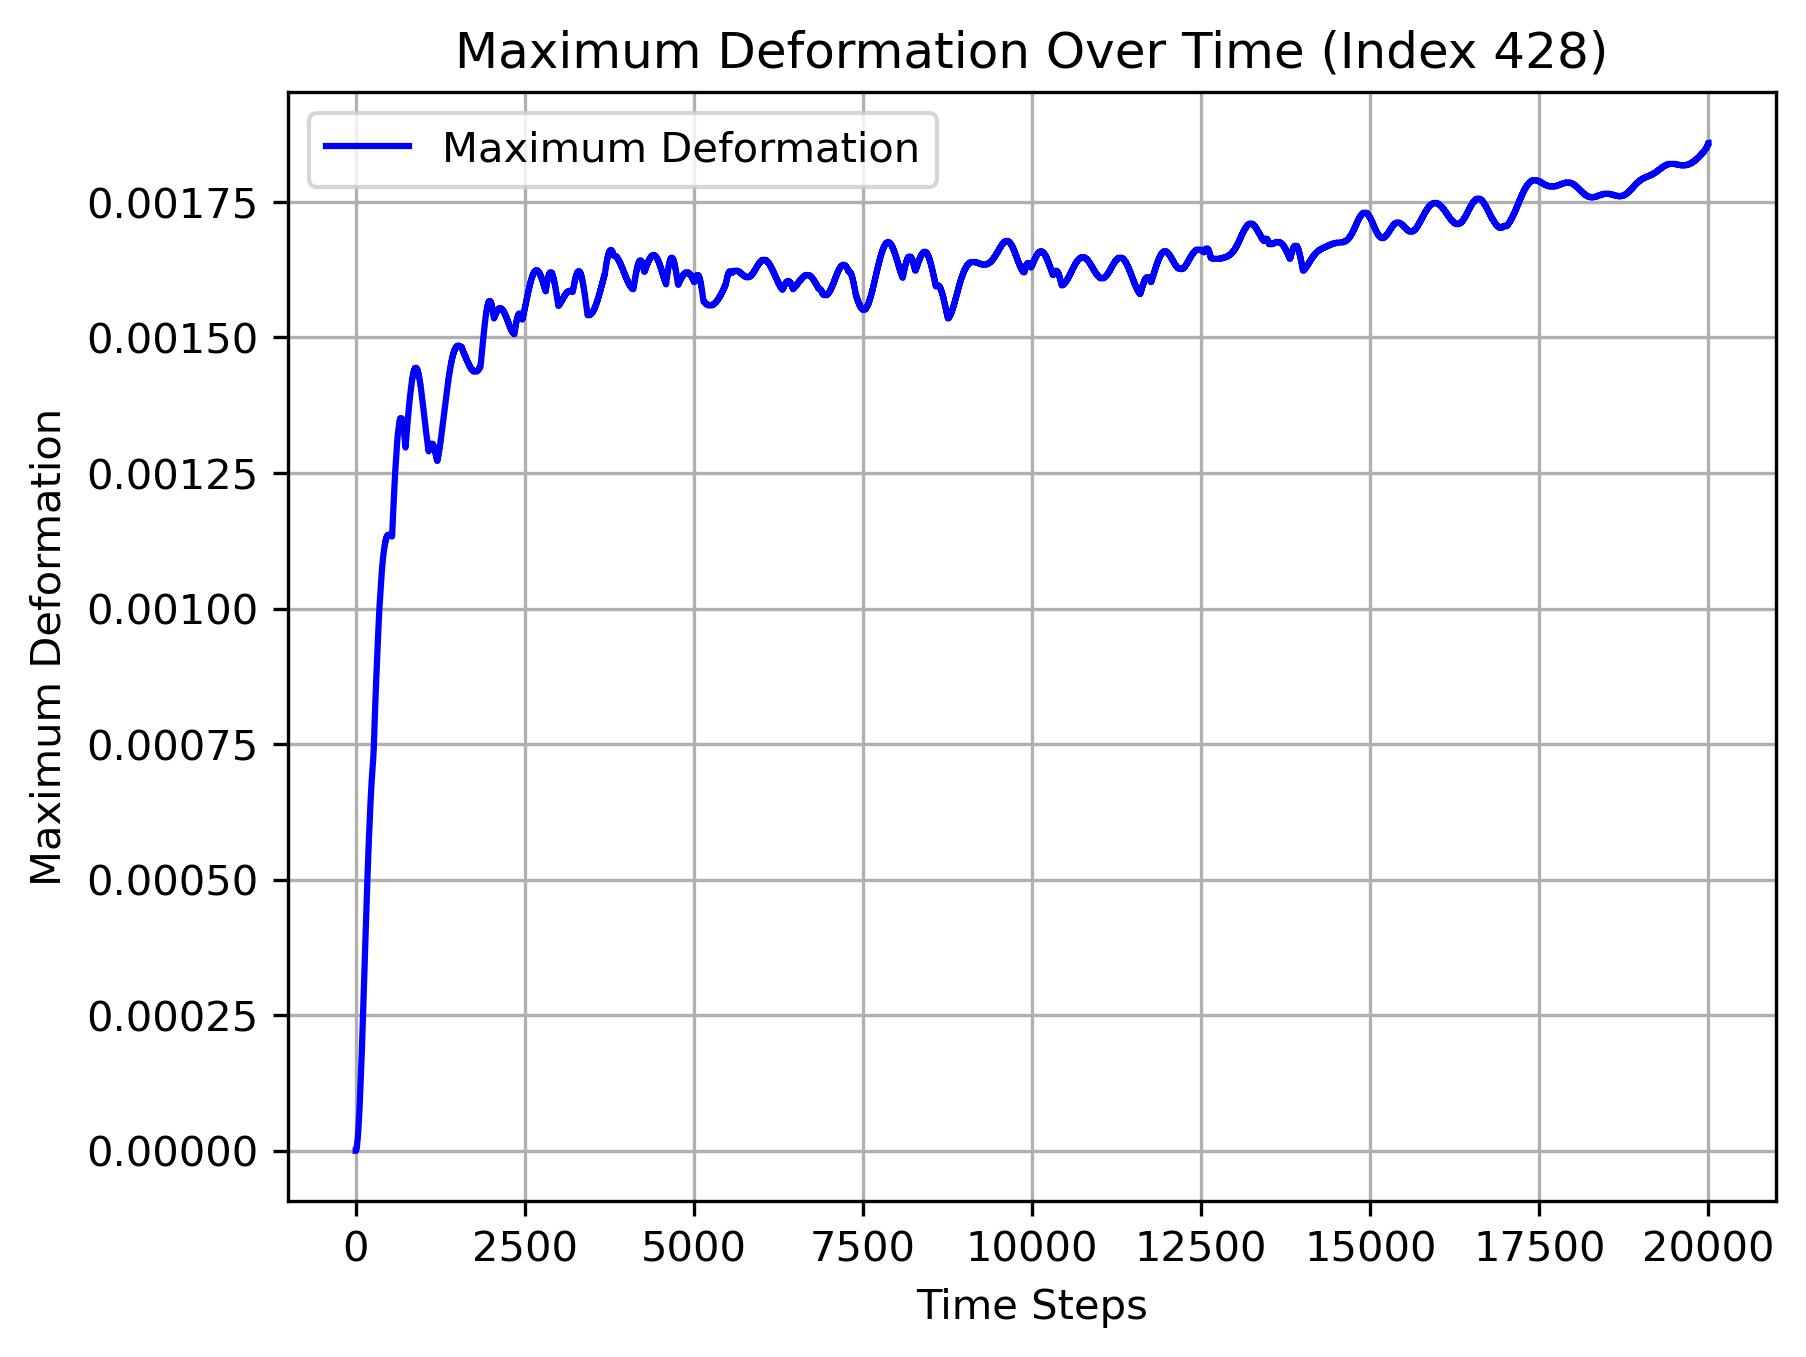 Maximum Deformation Over Time (Index 428)
Maximum Deformation
0.00175
0.00150
0.00125
0.00100
0.00075
0.00050
0.00025
0.00000
Maximum Deformation
0 2500 5000 7500 10000 12500 15000 17500 20000
Time Steps